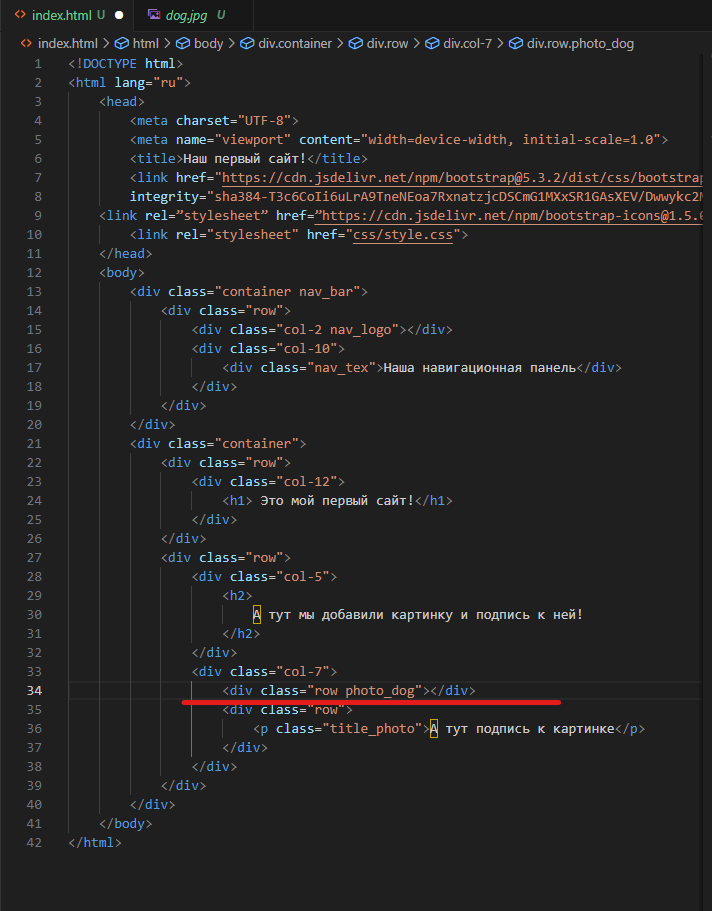 index.html U
dog.jpg U
index.html > html > body > div.container > div.row > div.col-7 > div.row.photo_dog
1 <!DOCTYPE html>
2 <html lang="ru">
3 <head>
4 <meta charset="UTF-8">
5 <meta name="viewport" content="width=device-width, initial-scale=1.0">
6 <title>Наш первый сайт!</title>
7 <link href="https://cdn.jsdelivr.net/npm/bootstrap@5.3.2/dist/css/bootstrap
8 integrity="sha384-T3c6CoIi6uLrA9TneNEoa7RxnatzjcDSCmG1MXxSR1GAsXEV/Dwwykc2M
9 <link rel=”stylesheet” href=”https://cdn.jsdelivr.net/npm/bootstrap-icons@1.5.0
10 <link rel="stylesheet" href="css/style.css">
11 </head>
12 <body>
13 <div class="container nav_bar">
14 <div class="row">
15 <div class="col-2 nav_logo"></div>
16 <div class="col-10">
17 <div class="nav_tex">Наша навигационная панель</div>
18 </div>
19 </div>
20 </div>
21 <div class="container">
22 <div class="row">
23 <div class="col-12">
24 <h1> Это мой первый сайт!</h1>
25 </div>
26 </div>
27 <div class="row">
28 <div class="col-5">
29 <h2>
30 А тут мы добавили картинку и подпись к ней!
31 </h2>
32 </div>
33 <div class="col-7">
34 <div class="row photo_dog"></div>
35 <div class="row">
36 <p class="title_photo">А тут подпись к картинке</p>
37 </div>
38 </div>
39 </div>
40 </div>
41 </body>
42 </html>